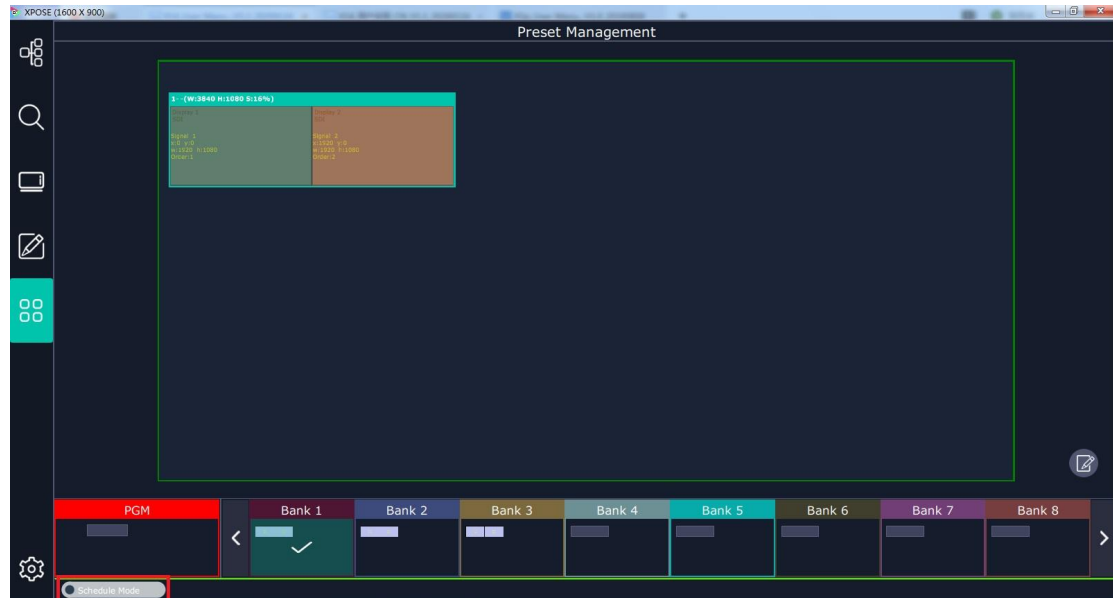 XPOSE (1600 X 900)
Preset Management
1--(W:3840 H:1080 S:16%)
Signal 1
x:0 y:0
w:1920 h:1080
Order:1
Signal 2
x:1920 y:0
w:1920 h:1080
Order:2
PGM
Bank 1
Bank 2
Bank 3
Bank 4
Bank 5
Bank 6
Bank 7
Bank 8
Schedule Mode